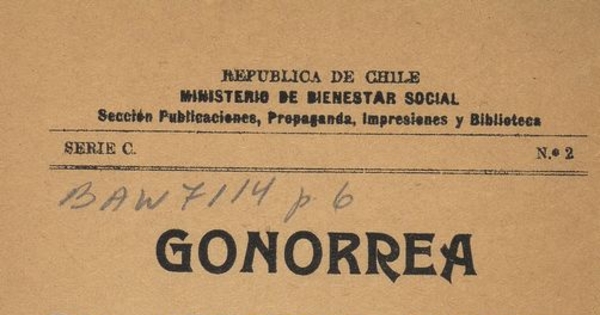 REPUBLICA DE CHILE
MINISTERIO DE BIENESTAR SOCIAL
Sección Publicaciones, Propaganda, Impresiones y Biblioteca
SERIE C. N.º 2
BAW 7114 p 6
GONORREA